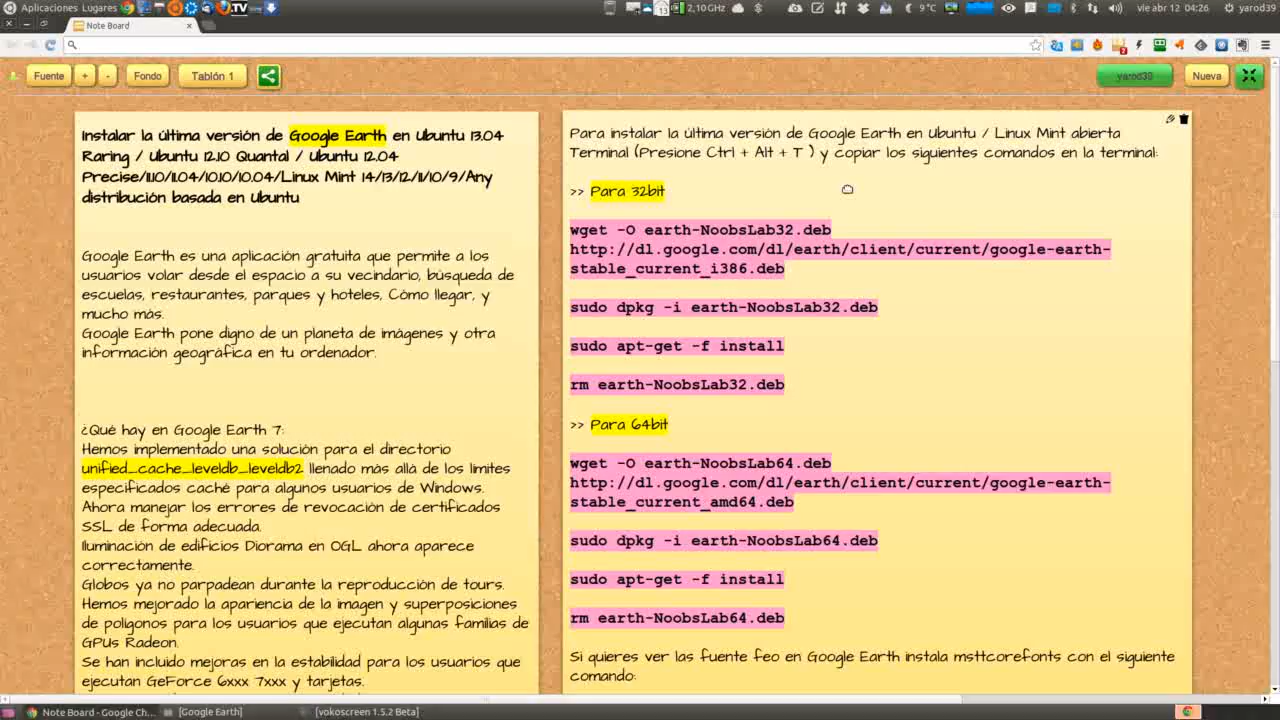 Aplicaciones Lugares
2,10GHz
9°C
vie abr 12 04:26
yarod39
Note Board
Fuente
+
-
Fondo
Tablón 1
yarod39
Nueva
Instalar la última versión de Google Earth en Ubuntu 13.04
Raring / Ubuntu 12.10 Quantal / Ubuntu 12.04
Precise/11.10/11.04/10.10/10.04/Linux Mint 14/13/12/11/10/9/Any
distribución basada en Ubuntu
Google Earth es una aplicación gratuita que permite a los
usuarios volar desde el espacio a su vecindario, búsqueda de
escuelas, restaurantes, parques y hoteles, Cómo llegar, y
mucho más.
Google Earth pone digno de un planeta de imágenes y otra
información geográfica en tu ordenador.
¿Qué hay en Google Earth 7:
Hemos implementado una solución para el directorio
unified_cache_leveldb_leveldb2 llenado más allá de los límites
especificados caché para algunos usuarios de Windows.
Ahora manejar los errores de revocación de certificados
SSL de forma adecuada.
Iluminación de edificios Diorama en OGL ahora aparece
correctamente.
Globos ya no parpadean durante la reproducción de tours.
Hemos mejorado la apariencia de la imagen y superposiciones
de polígonos para los usuarios que ejecutan algunas familias de
GPUs Radeon.
Se han incluido mejoras en la estabilidad para los usuarios que
ejecutan GeForce 6xxx 7xxx y tarjetas.
Para instalar la última versión de Google Earth en Ubuntu / Linux Mint abierta
Terminal (Presione Ctrl + Alt + T ) y copiar los siguientes comandos en la terminal:
>> Para 32bit
wget -O earth-NoobsLab32.deb
http://dl.google.com/dl/earth/client/current/google-earth-
stable_current_i386.deb
sudo dpkg -i earth-NoobsLab32.deb
sudo apt-get -f install
rm earth-NoobsLab32.deb
>> Para 64bit
wget -O earth-NoobsLab64.deb
http://dl.google.com/dl/earth/client/current/google-earth-
stable_current_amd64.deb
sudo dpkg -i earth-NoobsLab64.deb
sudo apt-get -f install
rm earth-NoobsLab64.deb
Si quieres ver las fuente feo en Google Earth instala msttcorefonts con el siguiente
comando:
Note Board - Google Ch...
[Google Earth]
[vokoscreen 1.5.2 Beta]